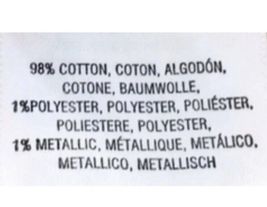 98% COTTON, COTON, ALGODÓN,
COTONE, BAUMWOLLE,
1%POLYESTER, POLYESTER, POLIÉSTER,
POLIESTERE, POLYESTER,
1% METALLIC, MÉTALLIQUE, METÁLICO,
METALLICO, METALLISCH